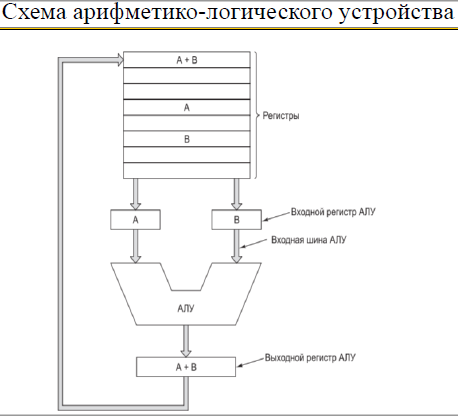 Схема арифметико-логического устройства
A + B
A
Регистры
B
A
B
Входной регистр АЛУ
Входная шина АЛУ
АЛУ
A + B
Выходной регистр АЛУ